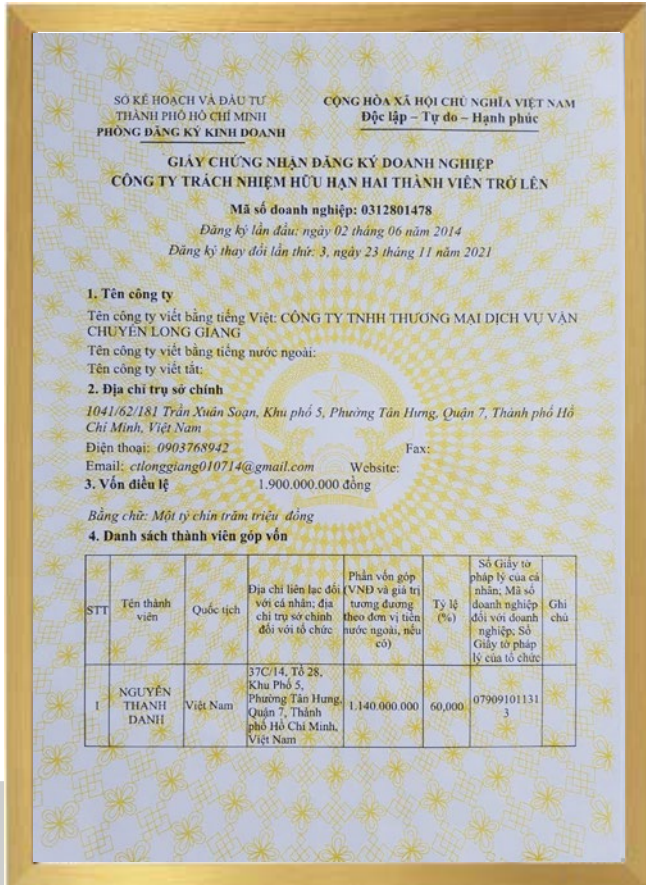 SỞ KẾ HOẠCH VÀ ĐẦU TƯ
THÀNH PHỐ HỒ CHÍ MINH
PHÒNG ĐĂNG KÝ KINH DOANH
CỘNG HÒA XÃ HỘI CHỦ NGHĨA VIỆT NAM
Độc lập – Tự do – Hạnh phúc
GIẤY CHỨNG NHẬN ĐĂNG KÝ DOANH NGHIỆP
CÔNG TY TRÁCH NHIỆM HỮU HẠN HAI THÀNH VIÊN TRỞ LÊN
Mã số doanh nghiệp: 0312801478
Đăng ký lần đầu: ngày 02 tháng 06 năm 2014
Đăng ký thay đổi lần thứ: 3, ngày 23 tháng 11 năm 2021
1. Tên công ty
Tên công ty viết bằng tiếng Việt: CÔNG TY TNHH THƯƠNG MẠI DỊCH VỤ VẬN
CHUYỂN LONG GIANG
Tên công ty viết bằng tiếng nước ngoài:
Tên công ty viết tắt:
2. Địa chỉ trụ sở chính
1041/62/181 Trần Xuân Soạn, Khu phố 5, Phường Tân Hưng, Quận 7, Thành phố Hồ
Chí Minh, Việt Nam
Điện thoại: 0903768942 Fax:
Email: ctlonggiang010714@gmail.com Website:
3. Vốn điều lệ 1.900.000.000 đồng
Bằng chữ: Một tỷ chín trăm triệu đồng
4. Danh sách thành viên góp vốn
STT
Tên thành
viên
Quốc tịch
Địa chỉ liên lạc đối
với cá nhân; địa
chỉ trụ sở chính
đối với tổ chức
Phần vốn góp
(VNĐ và giá trị
tương đương
theo đơn vị tiền
nước ngoài, nếu
có)
Tỷ lệ
(%)
Số Giấy tờ
pháp lý của cá
nhân; Mã số
doanh nghiệp
đối với doanh
nghiệp; Số
Giấy tờ pháp
lý của tổ chức
Ghi
chú
1
NGUYỄN
THANH
DANH
Việt Nam
37C/14, Tổ 28,
Khu Phố 5,
Phường Tân Hưng,
Quận 7, Thành
phố Hồ Chí Minh,
Việt Nam
1.140.000.000
60,000
07909101131
3